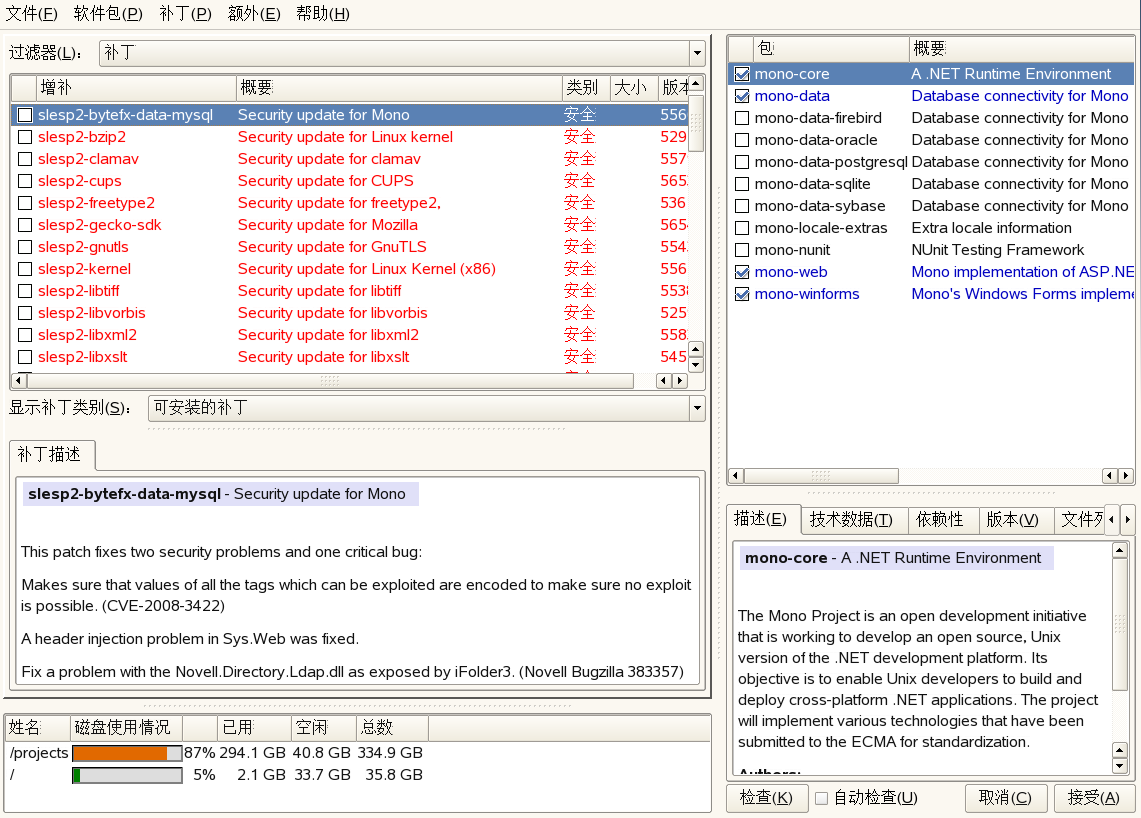 文件(F) 软件包(P) 补丁(P) 额外(E) 帮助(H)
过滤器(L): 补丁
增补 概要 类别 大小 版本
slesp2-bytefx-data-mysql Security update for Mono 安全 556
slesp2-bzip2 Security update for Linux kernel 安全 529
slesp2-clamav Security update for clamav 安全 557
slesp2-cups Security update for CUPS 安全 565
slesp2-freetype2 Security update for freetype2, 安全 536
slesp2-gecko-sdk Security update for Mozilla 安全 565
slesp2-gnutls Security update for GnuTLS 安全 554
slesp2-kernel Security update for Linux Kernel (x86) 安全 556
slesp2-libtiff Security update for libtiff 安全 553
slesp2-libvorbis Security update for libvorbis 安全 525
slesp2-libxml2 Security update for libxml2 安全 558
slesp2-libxslt Security update for libxslt 安全 545
显示补丁类别(S): 可安装的补丁
补丁描述
slesp2-bytefx-data-mysql - Security update for Mono
This patch fixes two security problems and one critical bug:
Makes sure that values of all the tags which can be exploited are encoded to make sure no exploit
is possible. (CVE-2008-3422)
A header injection problem in Sys.Web was fixed.
Fix a problem with the Novell.Directory.Ldap.dll as exposed by iFolder3. (Novell Bugzilla 383357)
姓名 磁盘使用情况 已用 空闲 总数
/projects 87% 294.1 GB 40.8 GB 334.9 GB
/ 5% 2.1 GB 33.7 GB 35.8 GB
包 概要
mono-core A .NET Runtime Environment
mono-data Database connectivity for Mono
mono-data-firebird Database connectivity for Mono
mono-data-oracle Database connectivity for Mono
mono-data-postgresql Database connectivity for Mono
mono-data-sqlite Database connectivity for Mono
mono-data-sybase Database connectivity for Mono
mono-locale-extras Extra locale information
mono-nunit NUnit Testing Framework
mono-web Mono implementation of ASP.NE
mono-winforms Mono's Windows Forms impleme
描述(E) 技术数据(T) 依赖性 版本(V) 文件列
mono-core - A .NET Runtime Environment
The Mono Project is an open development initiative
that is working to develop an open source, Unix
version of the .NET development platform. Its
objective is to enable Unix developers to build and
deploy cross-platform .NET applications. The project
will implement various technologies that have been
submitted to the ECMA for standardization.
Authors:
检查(K) 自动检查(U) 取消(C) 接受(A)